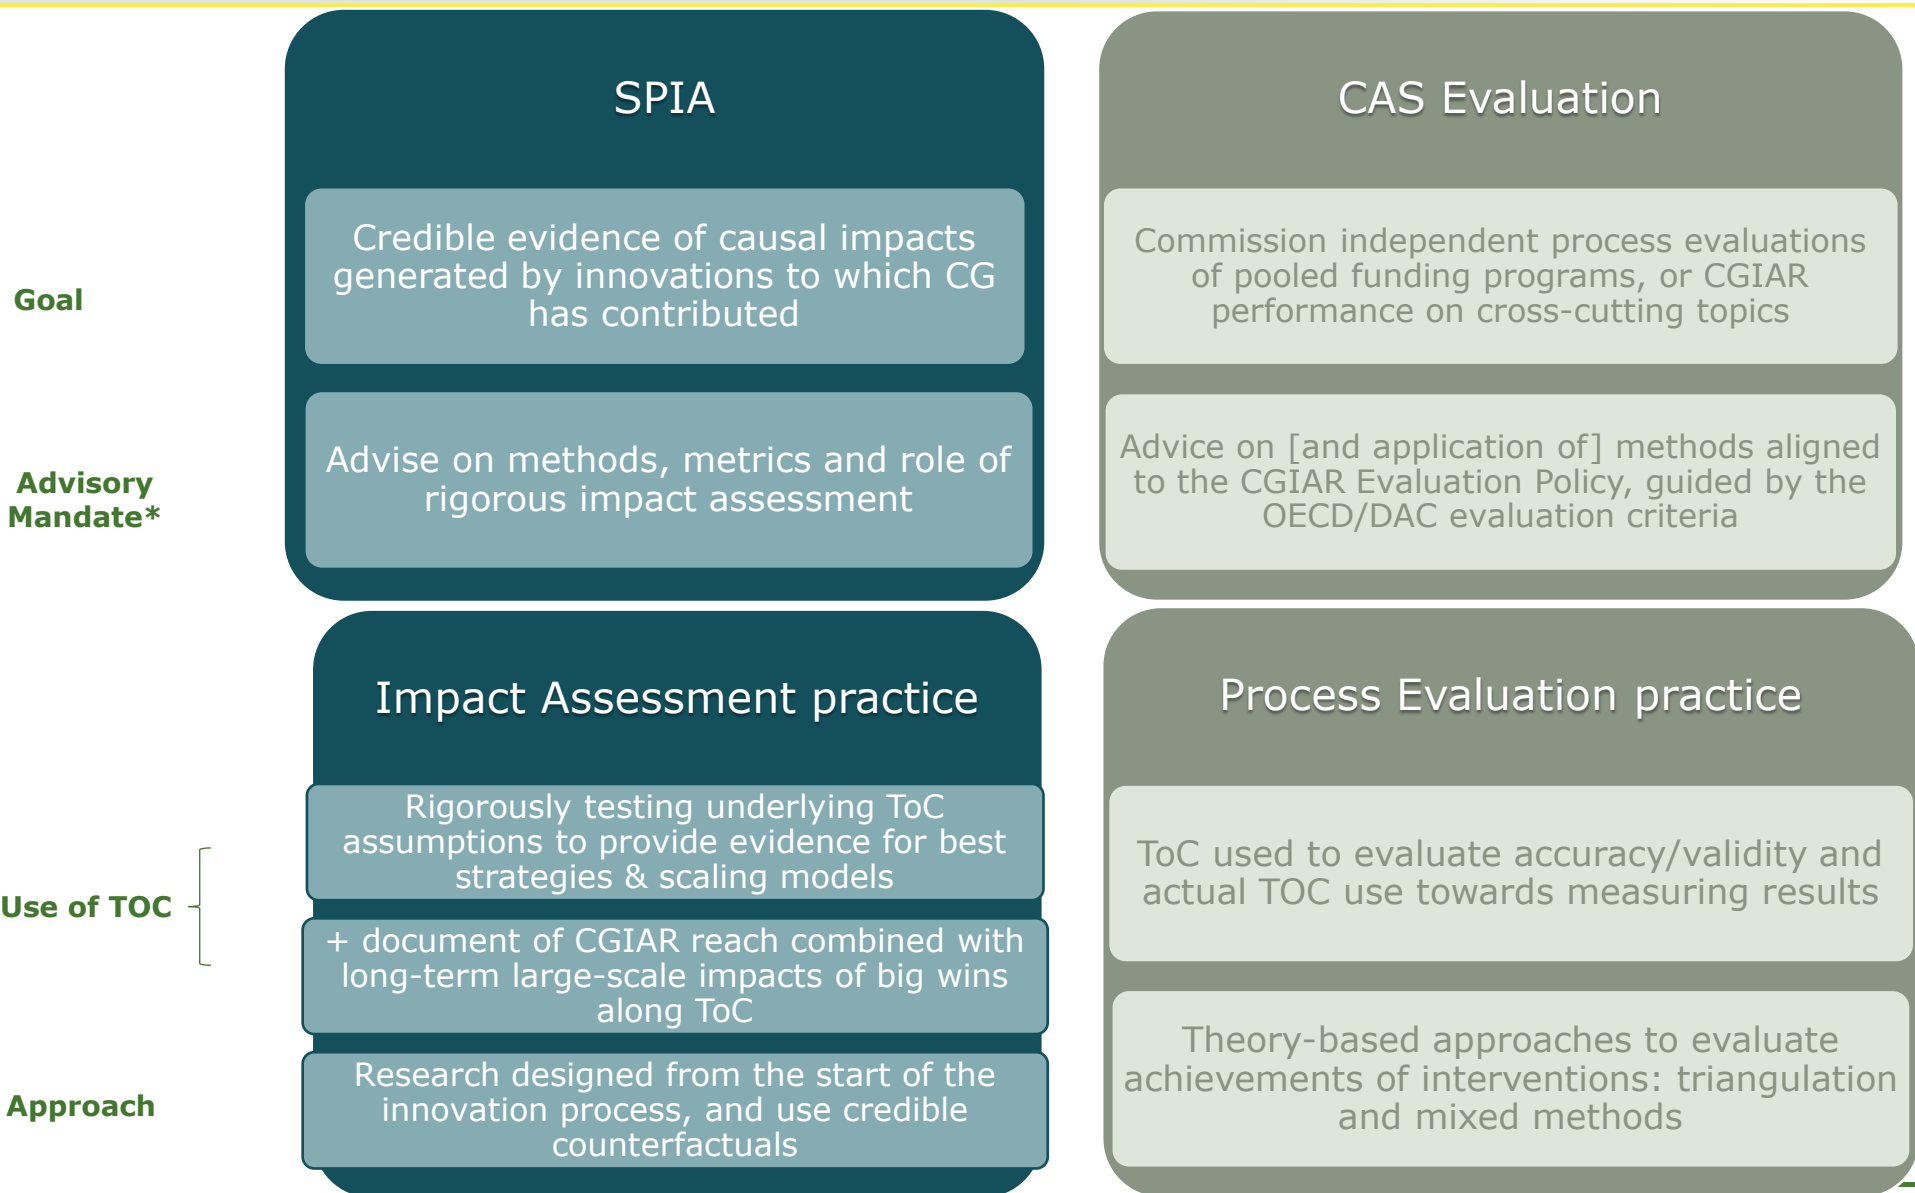 SPIA
CAS Evaluation
Goal
Credible evidence of causal impacts
generated by innovations to which CG
has contributed
Commission independent process evaluations
of pooled funding programs, or CGIAR
performance on cross-cutting topics
Advisory
Mandate*
Advise on methods, metrics and role of
rigorous impact assessment
Advice on [and application of] methods aligned
to the CGIAR Evaluation Policy, guided by the
OECD/DAC evaluation criteria
Impact Assessment practice
Process Evaluation practice
Use of TOC
Rigorously testing underlying ToC
assumptions to provide evidence for best
strategies & scaling models
+ document of CGIAR reach combined with
long-term large-scale impacts of big wins
along ToC
ToC used to evaluate accuracy/validity and
actual TOC use towards measuring results
Approach
Research designed from the start of the
innovation process, and use credible
counterfactuals
Theory-based approaches to evaluate
achievements of interventions: triangulation
and mixed methods